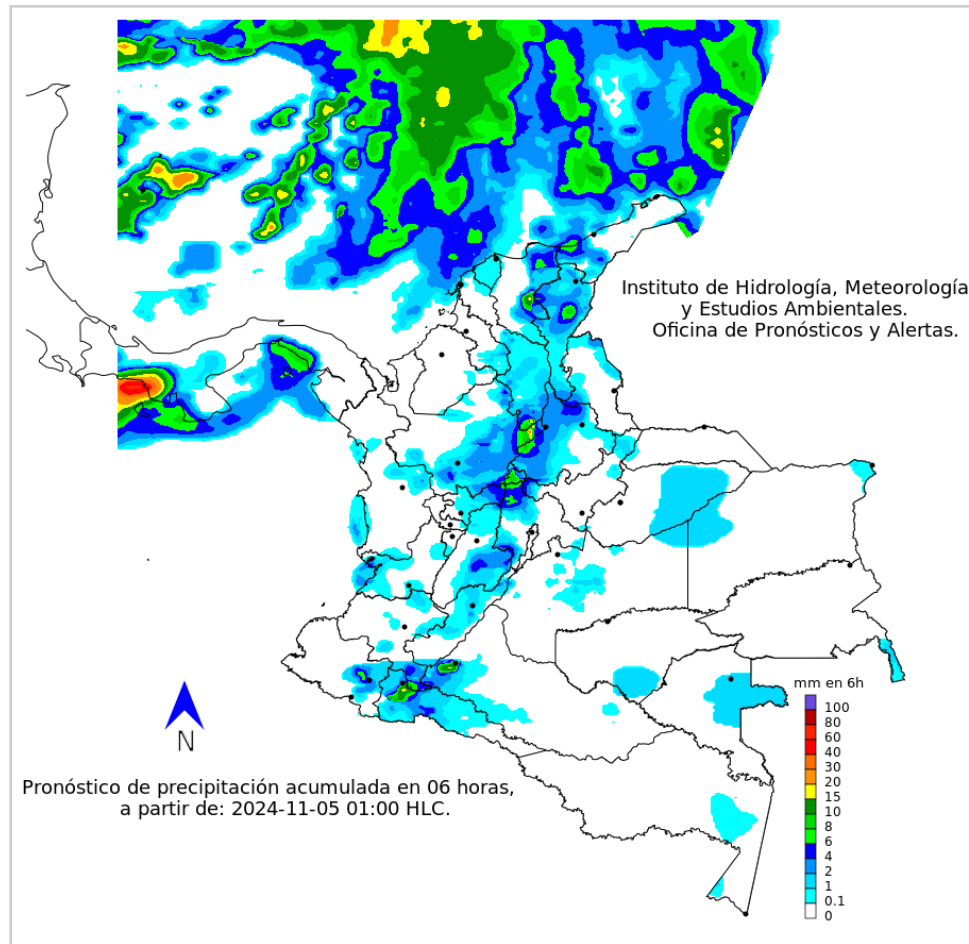 Instituto de Hidrología, Meteorología
y Estudios Ambientales.
Oficina de Pronósticos y Alertas.
mm en 6h
100
80
60
40
30
20
15
10
8
6
4
2
1
0.1
0
N
Pronóstico de precipitación acumulada en 06 horas,
a partir de: 2024-11-05 01:00 HLC.